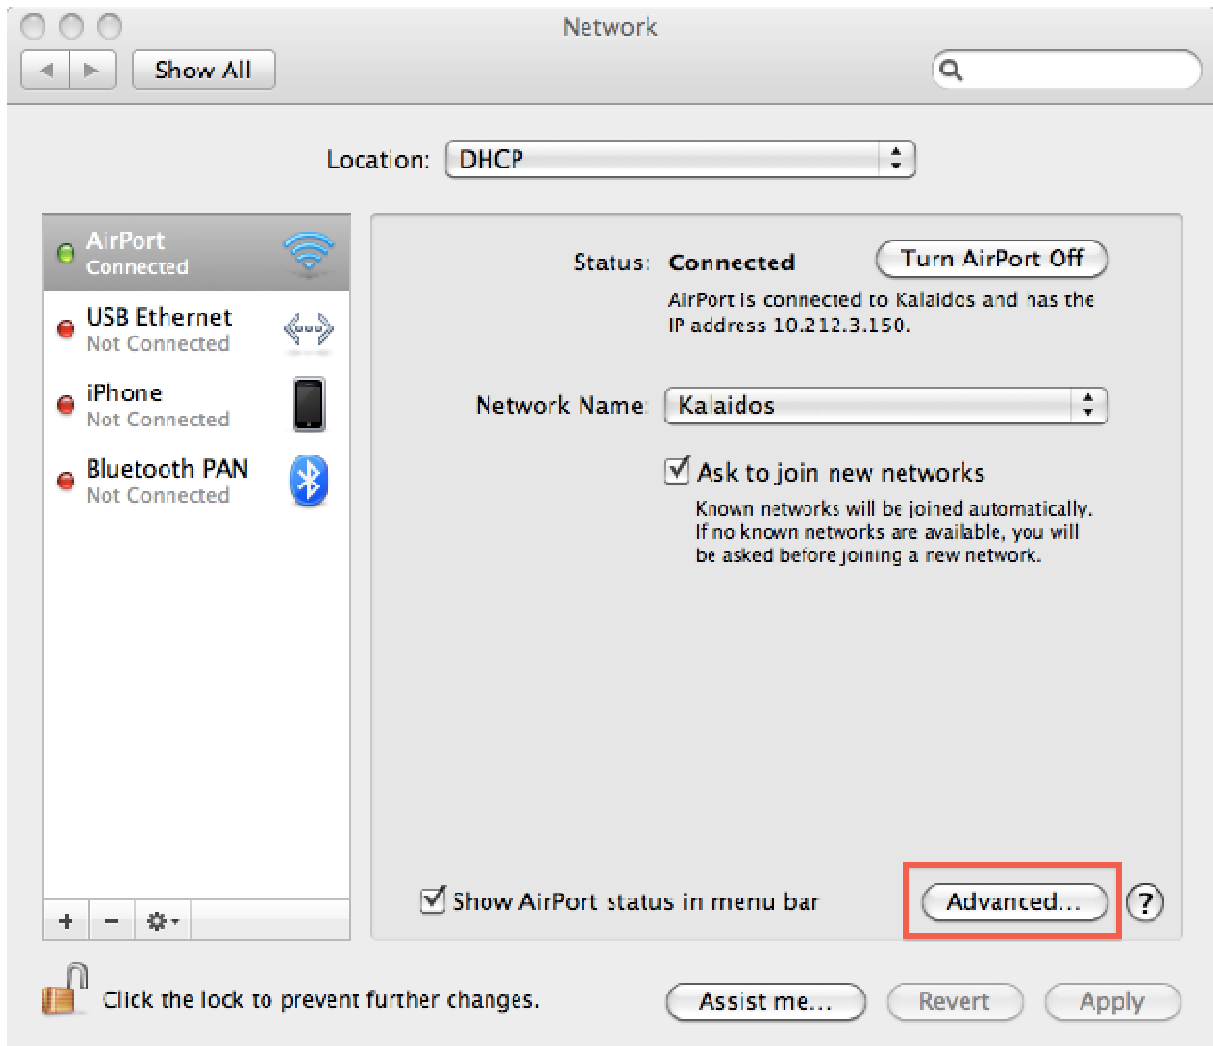 Network
Show All
Location: DHCP
AirPort
Connected
USB Ethernet
Not Connected
iPhone
Not Connected
Bluetooth PAN
Not Connected
Status: Connected
Turn AirPort Off
AirPort is connected to Kalaidos and has the
IP address 10.212.3.150.
Network Name: Kalaidos
Ask to join new networks
Known networks will be joined automatically.
If no known networks are available, you will
be asked before joining a new network.
Show AirPort status in menu bar
Advanced...
?
Click the lock to prevent further changes.
Assist me...
Revert
Apply